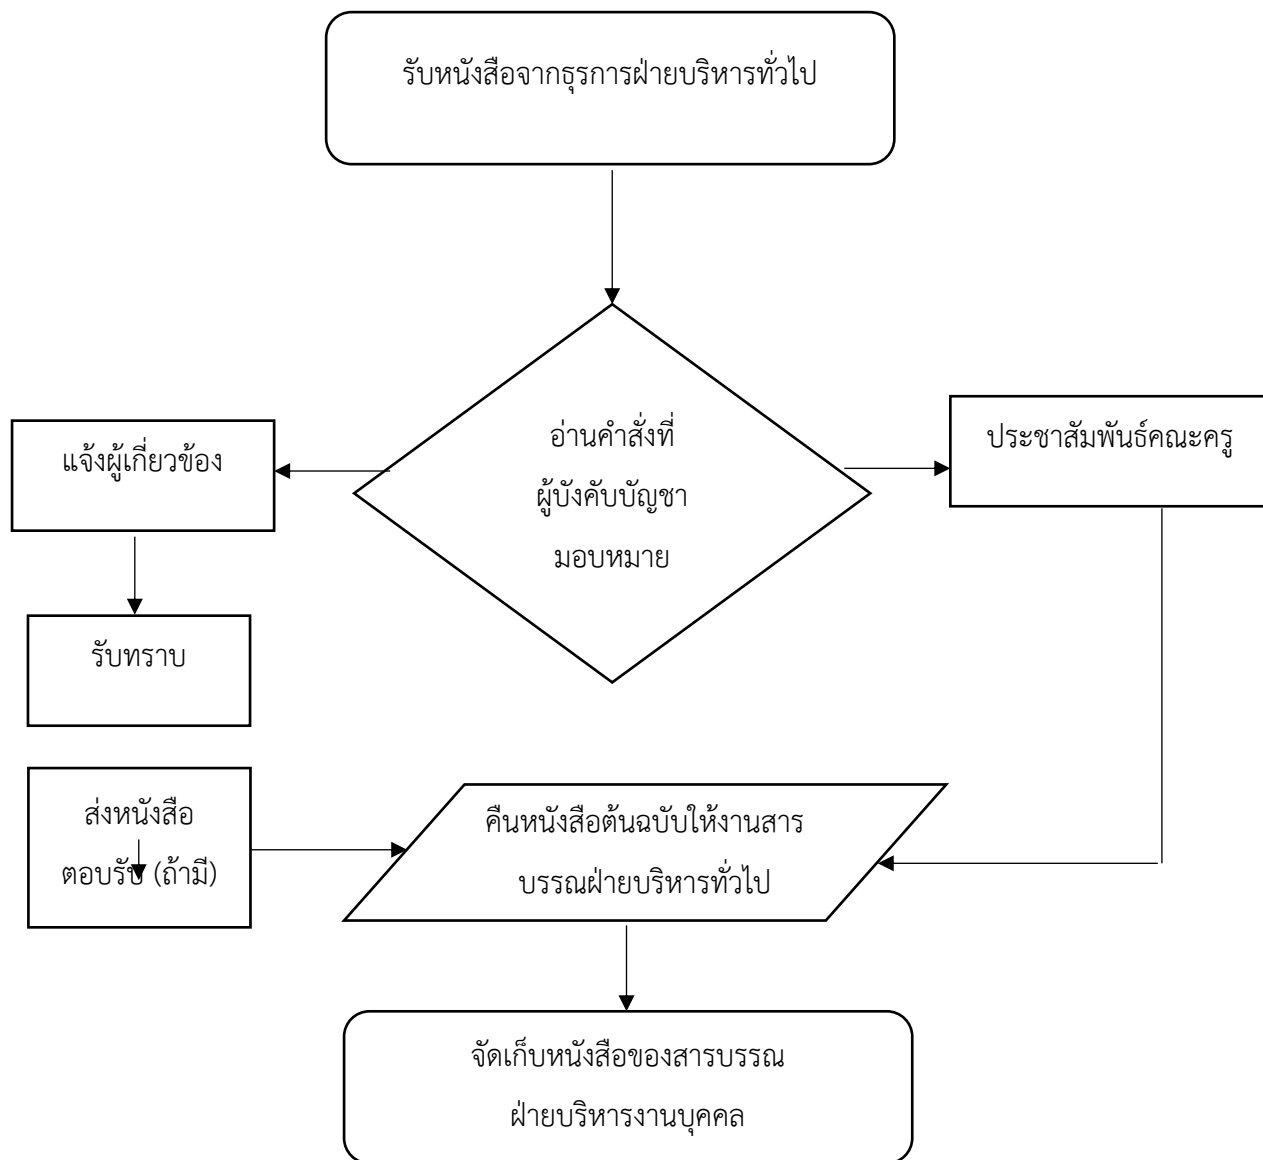 รับหนังสือจากธุรการฝ่ายบริหารทั่วไป
อ่านคำสั่งที่
ผู้บังคับบัญชา
มอบหมาย
แจ้งผู้เกี่ยวข้อง
ประชาสัมพันธ์คณะครู
รับทราบ
ส่งหนังสือ
ตอบรับ (ถ้ามี)
คืนหนังสือต้นฉบับให้งานสาร
บรรณฝ่ายบริหารทั่วไป
จัดเก็บหนังสือของสารบรรณ
ฝ่ายบริหารงานบุคคล